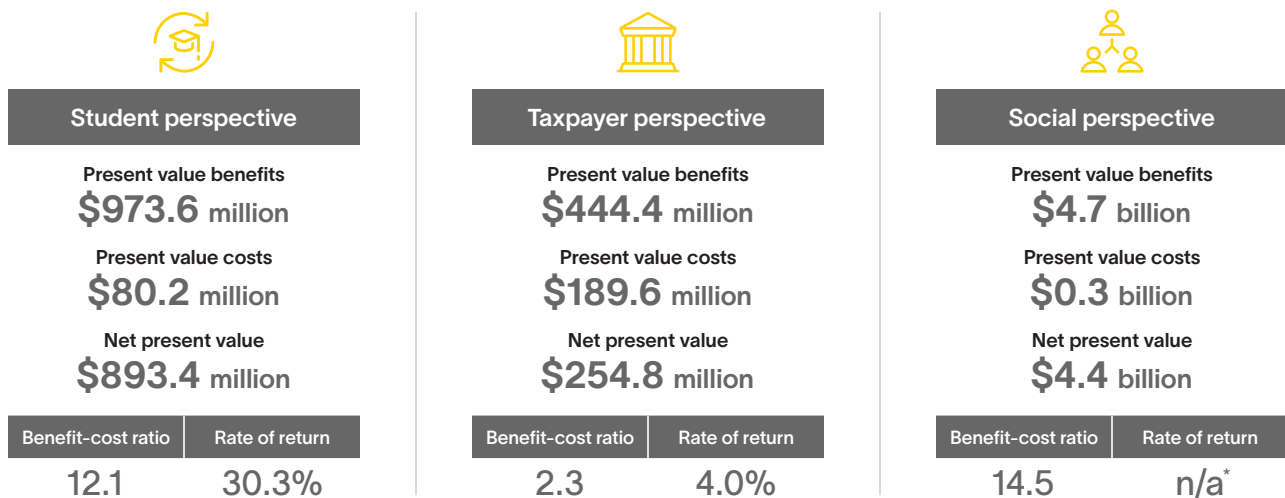 Student perspective
Present value benefits
$973.6 million
Present value costs
$80.2 million
Net present value
$893.4 million
Benefit-cost ratio Rate of return
12.1 30.3%
Taxpayer perspective
Present value benefits
$444.4 million
Present value costs
$189.6 million
Net present value
$254.8 million
Benefit-cost ratio Rate of return
2.3 4.0%
Social perspective
Present value benefits
$4.7 billion
Present value costs
$0.3 billion
Net present value
$4.4 billion
Benefit-cost ratio Rate of return
14.5 n/a*